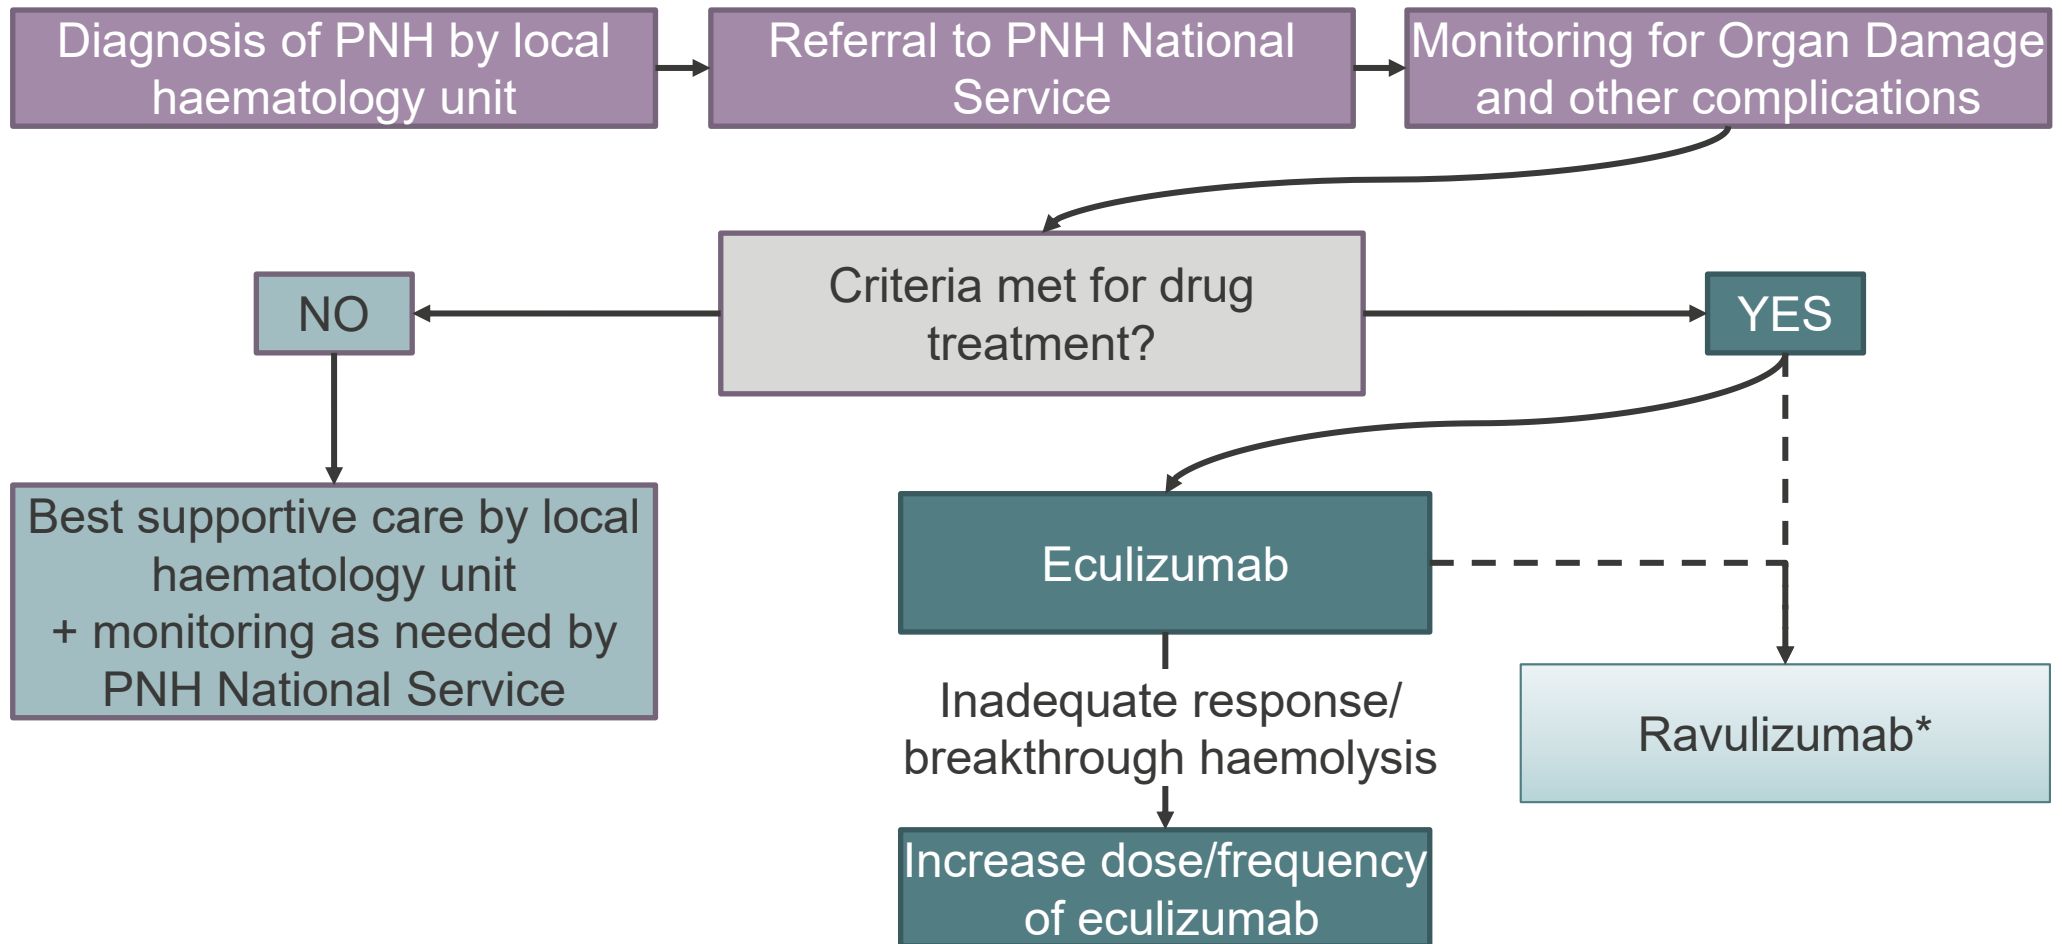 Diagnosis of PNH by local
haematology unit
Referral to PNH National
Service
Monitoring for Organ Damage
and other complications
Criteria met for drug
treatment?
NO
YES
Best supportive care by local
haematology unit
+ monitoring as needed by
PNH National Service
Eculizumab
Inadequate response/
breakthrough haemolysis
Ravulizumab*
Increase dose/frequency
of eculizumab